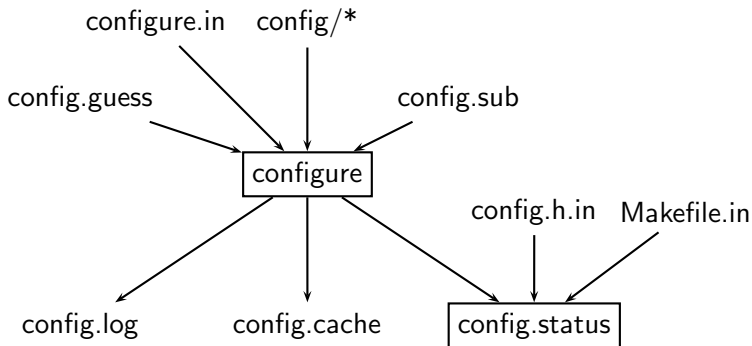 configure.in config/*
config.guess config.sub
configure
config.h.in Makefile.in
config.log config.cache config.status